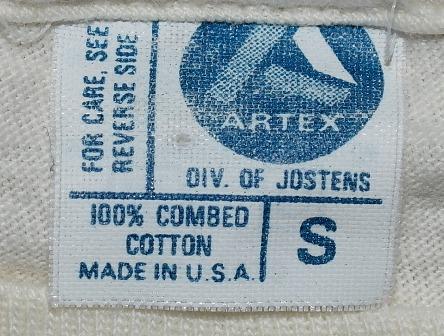 FOR CARE, SEE
REVERSE SIDE
ARTEX
DIV. OF JOSTENS
100% COMBED
COTTON
MADE IN U.S.A.
S